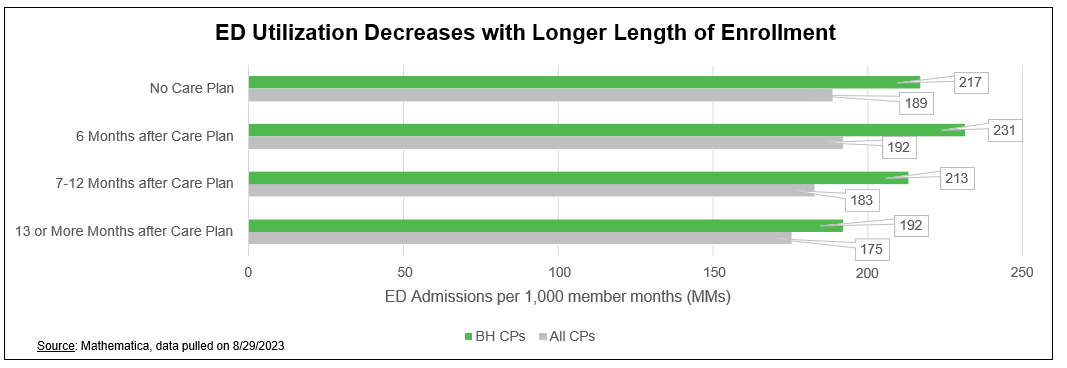 ED Utilization Decreases with Longer Length of Enrollment
No Care Plan
217
189
6 Months after Care Plan
231
192
7-12 Months after Care Plan
213
183
13 or More Months after Care Plan
192
175
0 50 100 150 200 250
ED Admissions per 1,000 member months (MMs)
BH CPs All CPs
Source: Mathematica, data pulled on 8/29/2023